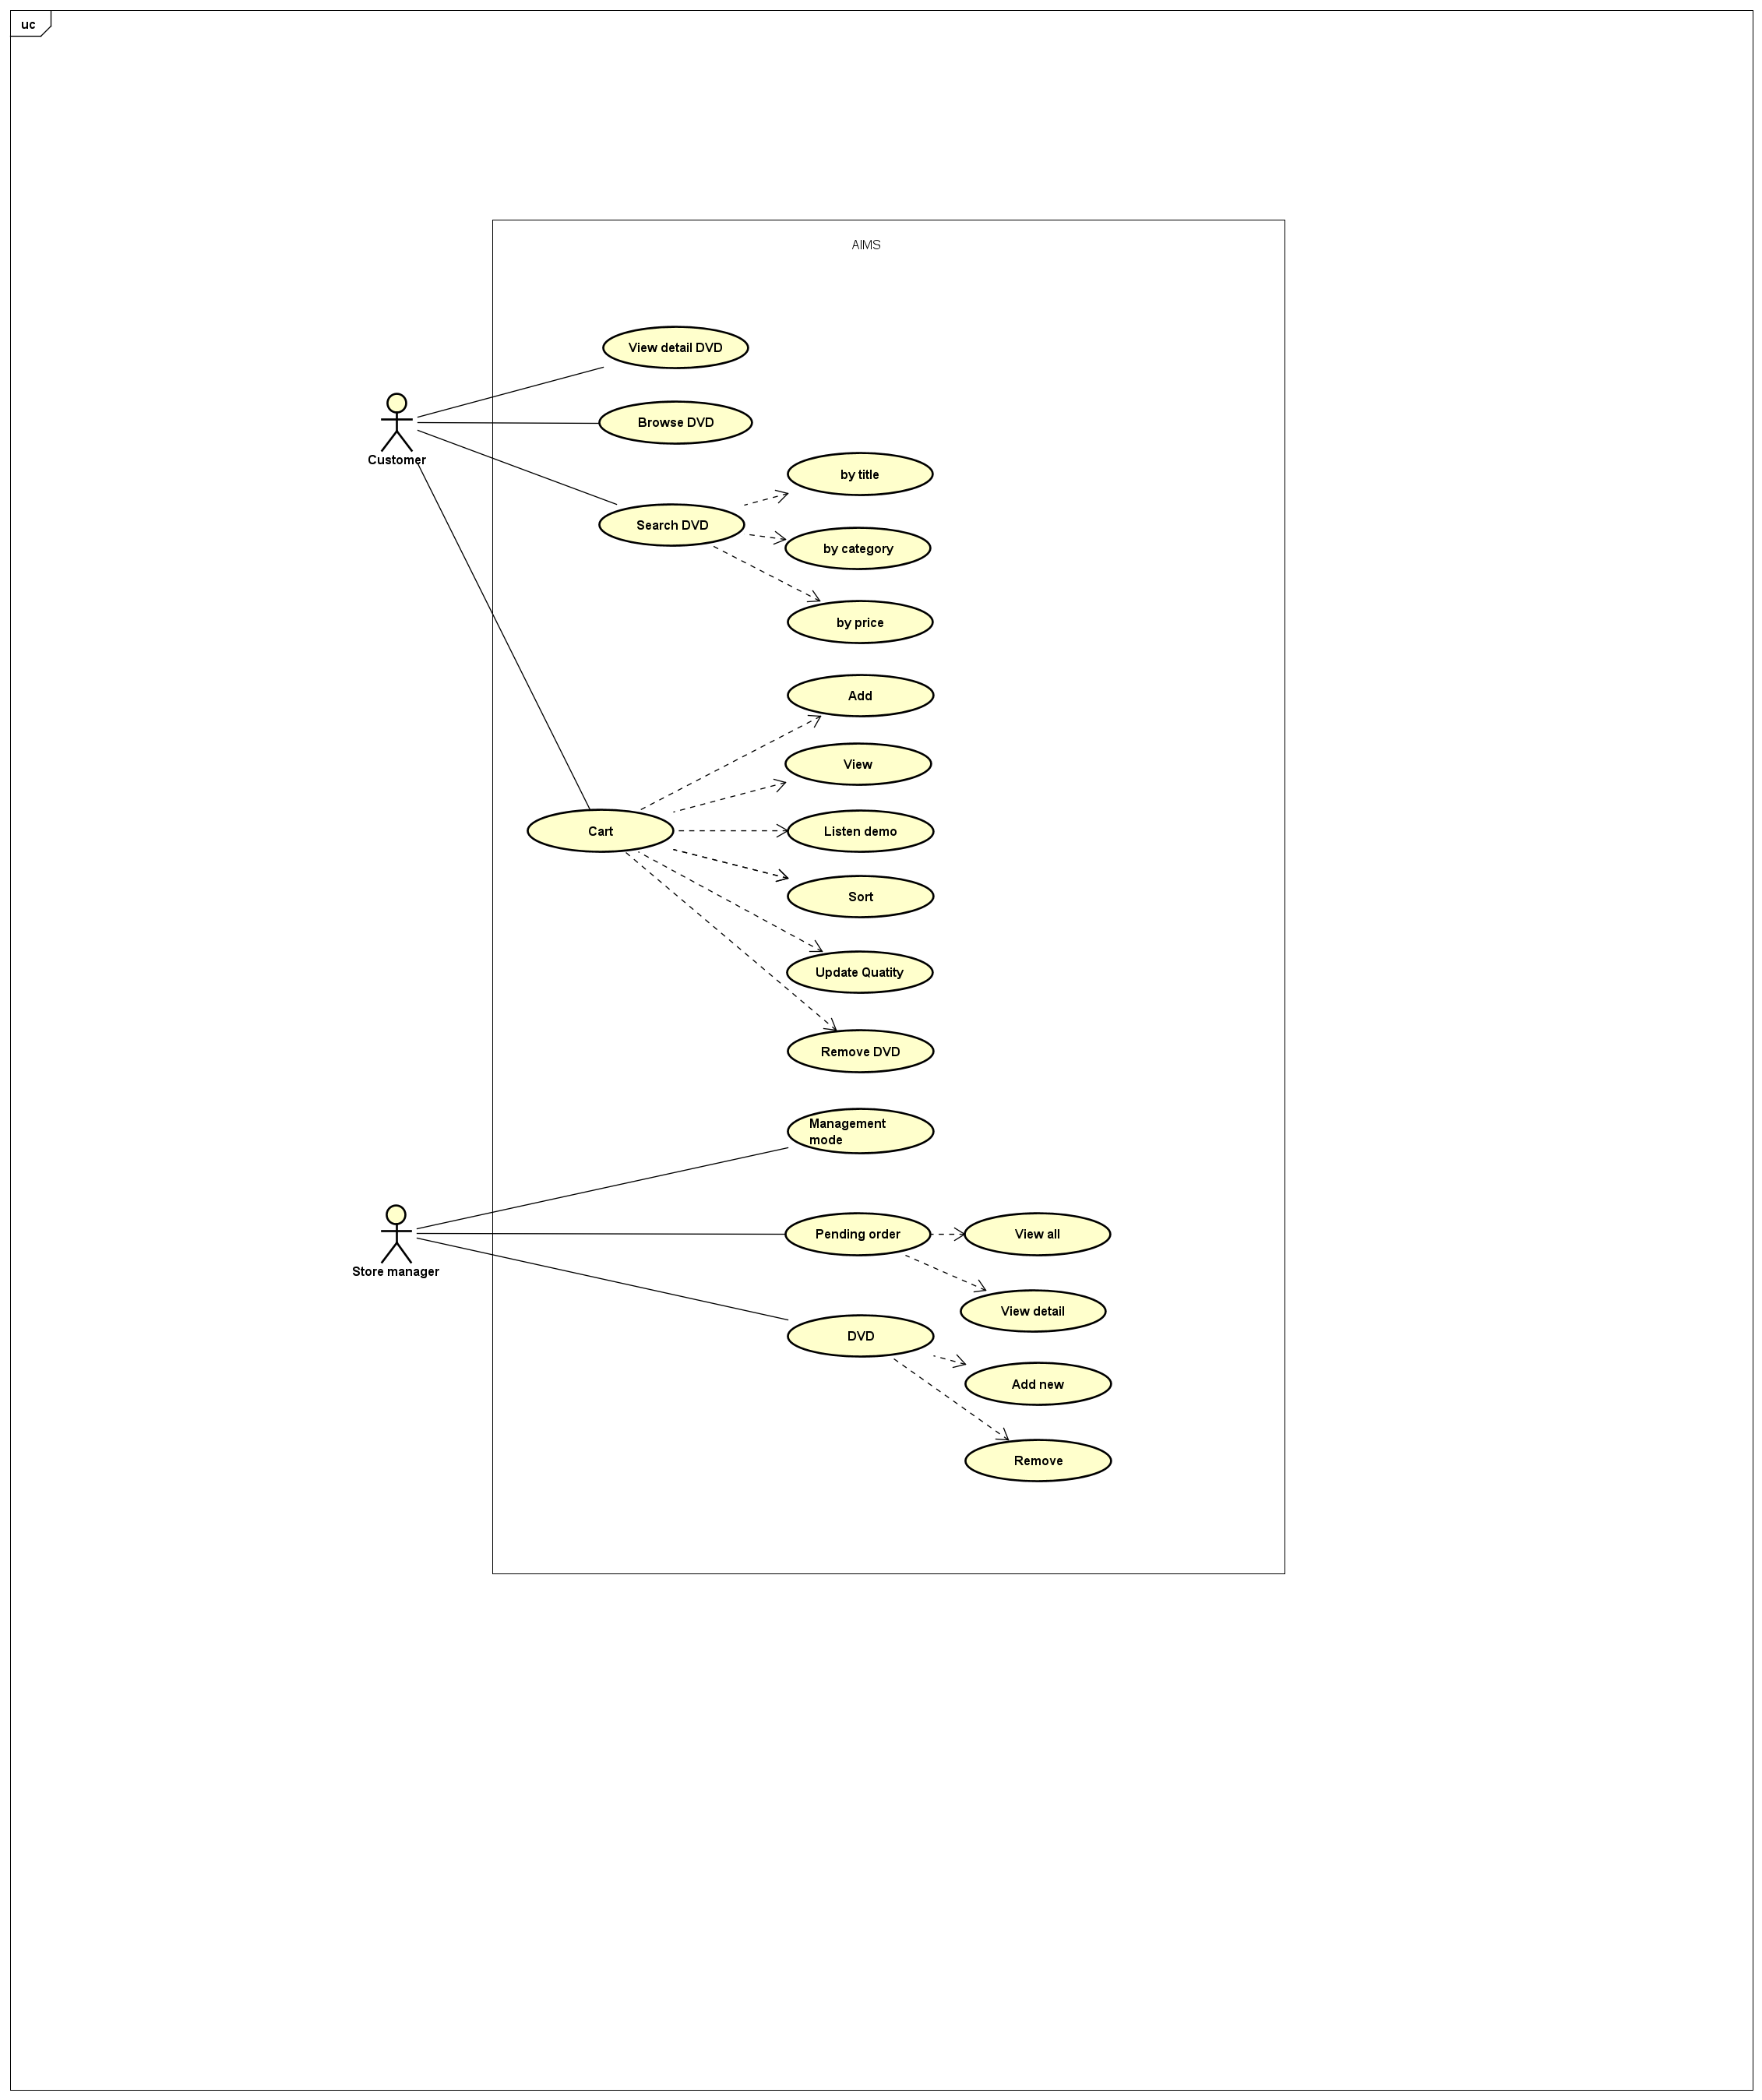 uc
AIMS
View detail DVD
Browse DVD
Customer
by title
Search DVD
by category
by price
Add
View
Cart
Listen demo
Sort
Update Quatity
Remove DVD
Management
mode
Pending order
View all
Store manager
View detail
DVD
Add new
Remove